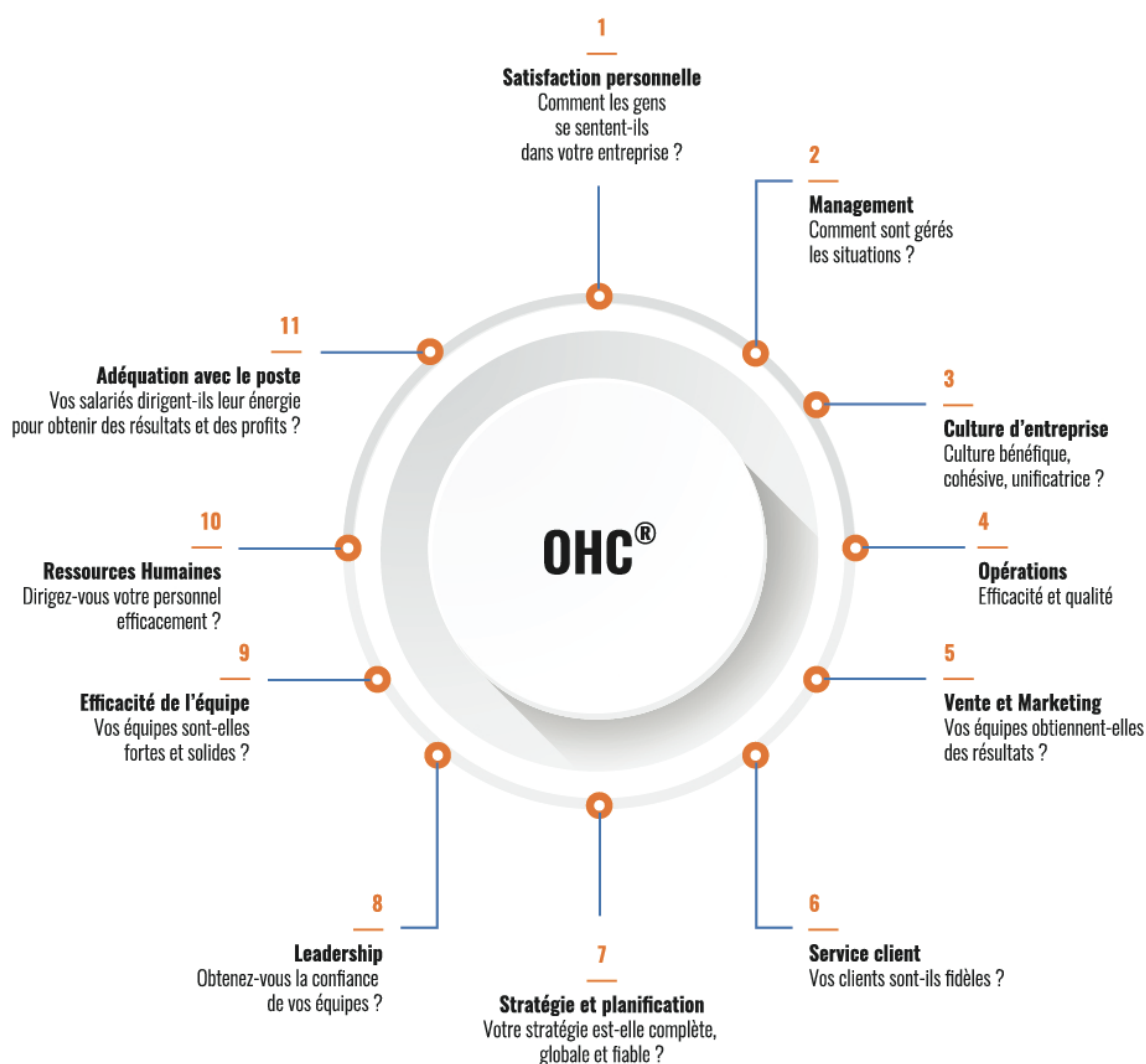 1
Satisfaction personnelle
Comment les gens
se sentent-ils
dans votre entreprise ?
2
Management
Comment sont gérés
les situations ?
3
Culture d'entreprise
Culture bénéfique,
cohésive, unificatrice ?
4
Opérations
Efficacité et qualité
5
Vente et Marketing
Vos équipes obtiennent-elles
des résultats ?
6
Service client
Vos clients sont-ils fidèles ?
7
Stratégie et planification
Votre stratégie est-elle complète,
globale et fiable ?
8
Leadership
Obtenez-vous la confiance
de vos équipes ?
9
Efficacité de l'équipe
Vos équipes sont-elles
fortes et solides ?
10
Ressources Humaines
Dirigez-vous votre personnel
efficacement ?
11
Adéquation avec le poste
Vos salariés dirigent-ils leur énergie
pour obtenir des résultats et des profits ?
OHC®